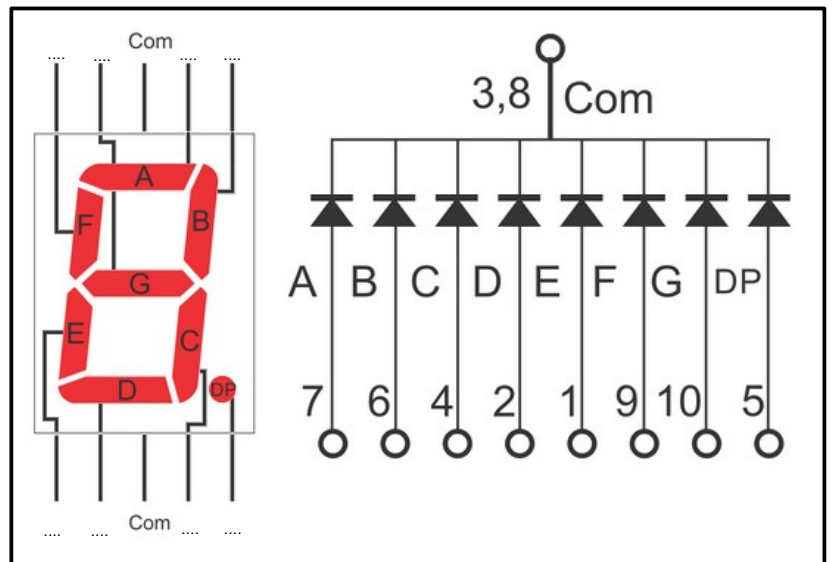 Com
.... .... .... ....
A
F B
G
E C
D DP
Com
.... .... .... ....
3,8 Com
A B C D E F G DP
7 6 4 2 1 9 10 5